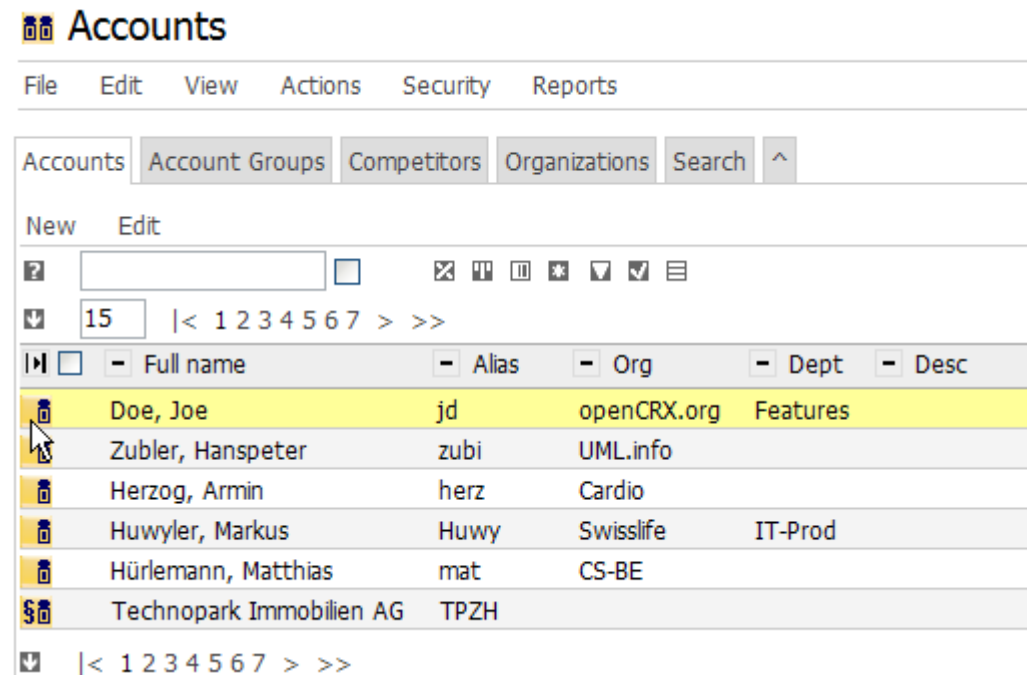 Accounts
File Edit View Actions Security Reports
Accounts Account Groups Competitors Organizations Search ^
New Edit
?
15 |< 1 2 3 4 5 6 7 > >>
Full name Alias Org Dept Desc
Doe, Joe jd openCRX.org Features
Zubler, Hanspeter zubi UML.info
Herzog, Armin herz Cardio
Huwyler, Markus Huwy Swisslife IT-Prod
Hürlemann, Matthias mat CS-BE
§ Technopark Immobilien AG TPZH
|< 1 2 3 4 5 6 7 > >>